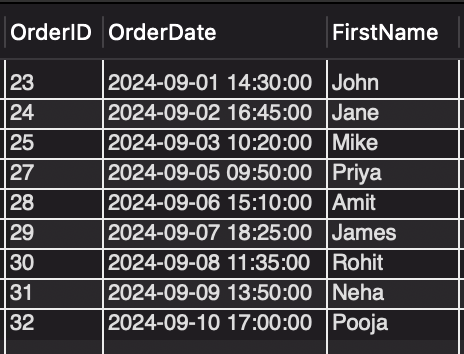 OrderID OrderDate FirstName
23 2024-09-01 14:30:00 John
24 2024-09-02 16:45:00 Jane
25 2024-09-03 10:20:00 Mike
27 2024-09-05 09:50:00 Priya
28 2024-09-06 15:10:00 Amit
29 2024-09-07 18:25:00 James
30 2024-09-08 11:35:00 Rohit
31 2024-09-09 13:50:00 Neha
32 2024-09-10 17:00:00 Pooja